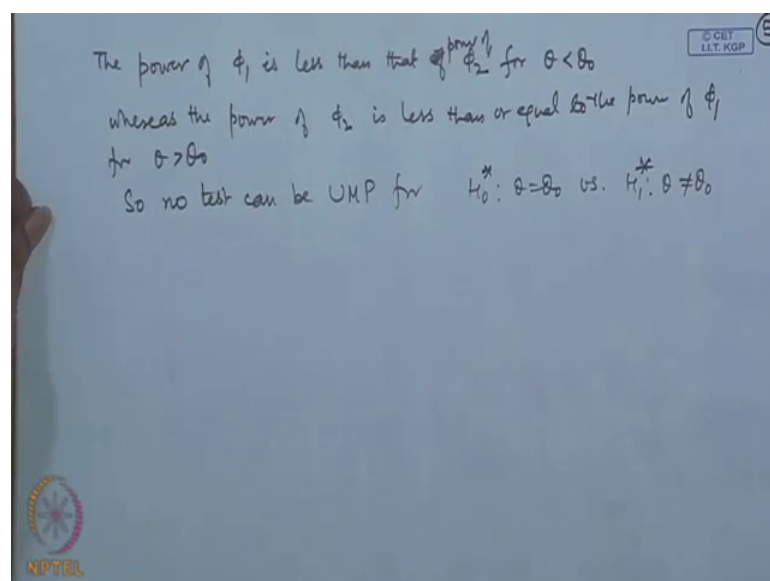 © CET
I.I.T. KGP
5
The power of ϕ₁ is less than that power of ϕ₂ for θ < θ₀
whereas the power of ϕ₂ is less than or equal to the power of ϕ₁
for θ > θ₀
So no test can be UMP for H₀*: θ = θ₀ vs. H₁*: θ ≠ θ₀
NPTEL